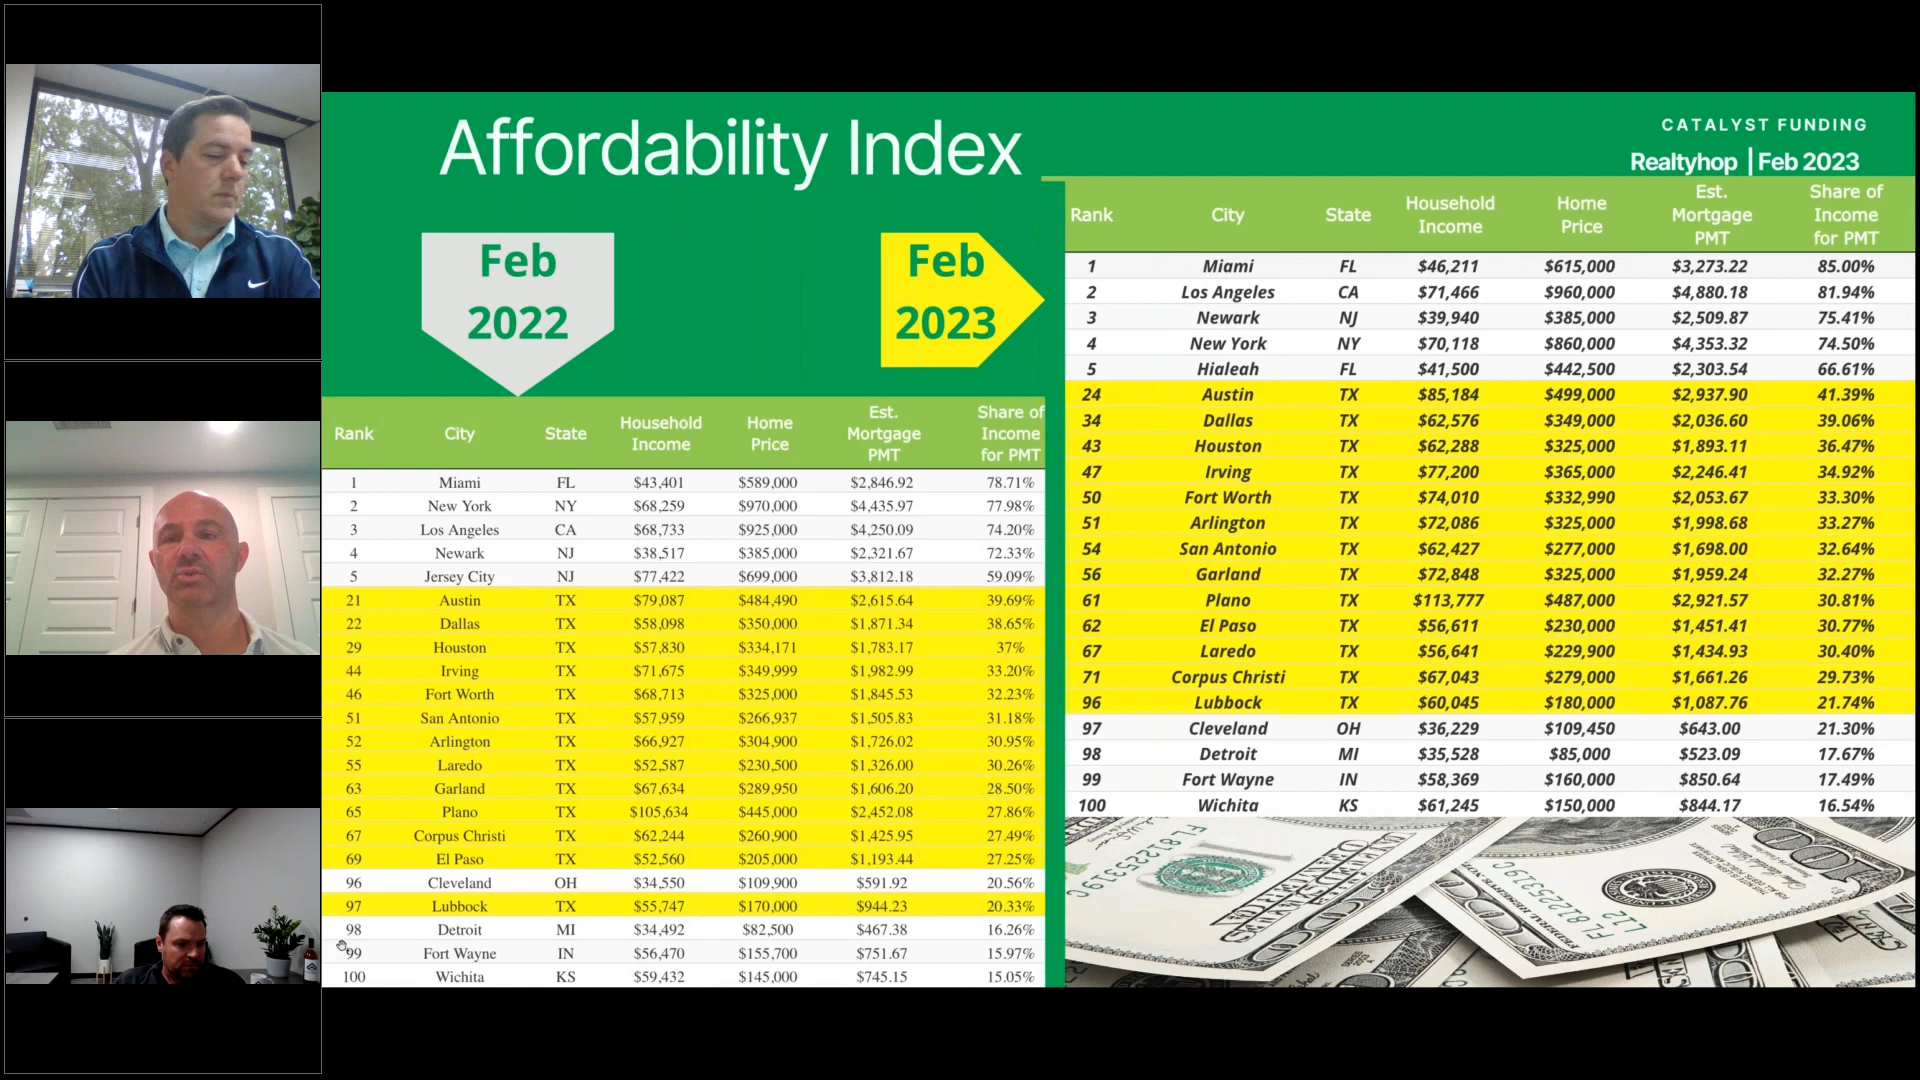 Affordability Index
CATALYST FUNDING
Realtyhop | Feb 2023
Feb
2022
Feb
2023
Rank City State Household Income Home Price Est. Mortgage PMT Share of Income for PMT
1 Miami FL $43,401 $589,000 $2,846.92 78.71%
2 New York NY $68,259 $970,000 $4,435.97 77.98%
3 Los Angeles CA $68,733 $925,000 $4,250.09 74.20%
4 Newark NJ $38,517 $385,000 $2,321.67 72.33%
5 Jersey City NJ $77,422 $699,000 $3,812.18 59.09%
21 Austin TX $79,087 $484,490 $2,615.64 39.69%
22 Dallas TX $58,098 $350,000 $1,871.34 38.65%
29 Houston TX $57,830 $334,171 $1,783.17 37%
44 Irving TX $71,675 $349,999 $1,982.99 33.20%
46 Fort Worth TX $68,713 $325,000 $1,845.53 32.23%
51 San Antonio TX $57,959 $266,937 $1,505.83 31.18%
52 Arlington TX $66,927 $304,900 $1,726.02 30.95%
55 Laredo TX $52,587 $230,500 $1,326.00 30.26%
63 Garland TX $67,634 $289,950 $1,606.20 28.50%
65 Plano TX $105,634 $445,000 $2,452.08 27.86%
67 Corpus Christi TX $62,244 $260,900 $1,425.95 27.49%
69 El Paso TX $52,560 $205,000 $1,193.44 27.25%
96 Cleveland OH $34,550 $109,900 $591.92 20.56%
97 Lubbock TX $55,747 $170,000 $944.23 20.33%
98 Detroit MI $34,492 $82,500 $467.38 16.26%
99 Fort Wayne IN $56,470 $155,700 $751.67 15.97%
100 Wichita KS $59,432 $145,000 $745.15 15.05%
Rank City State Household Income Home Price Est. Mortgage PMT Share of Income for PMT
1 Miami FL $46,211 $615,000 $3,273.22 85.00%
2 Los Angeles CA $71,466 $960,000 $4,880.18 81.94%
3 Newark NJ $39,940 $385,000 $2,509.87 75.41%
4 New York NY $70,118 $860,000 $4,353.32 74.50%
5 Hialeah FL $41,500 $442,500 $2,303.54 66.61%
24 Austin TX $85,184 $499,000 $2,937.90 41.39%
34 Dallas TX $62,576 $349,000 $2,036.60 39.06%
43 Houston TX $62,288 $325,000 $1,893.11 36.47%
47 Irving TX $77,200 $365,000 $2,246.41 34.92%
50 Fort Worth TX $74,010 $332,990 $2,053.67 33.30%
51 Arlington TX $72,086 $325,000 $1,998.68 33.27%
54 San Antonio TX $62,427 $277,000 $1,698.00 32.64%
56 Garland TX $72,848 $325,000 $1,959.24 32.27%
61 Plano TX $113,777 $487,000 $2,921.57 30.81%
62 El Paso TX $56,611 $230,000 $1,451.41 30.77%
67 Laredo TX $56,641 $229,900 $1,434.93 30.40%
71 Corpus Christi TX $67,043 $279,000 $1,661.26 29.73%
96 Lubbock TX $60,045 $180,000 $1,087.76 21.74%
97 Cleveland OH $36,229 $109,450 $643.00 21.30%
98 Detroit MI $35,528 $85,000 $523.09 17.67%
99 Fort Wayne IN $58,369 $160,000 $850.64 17.49%
100 Wichita KS $61,245 $150,000 $844.17 16.54%
FL81225319C
FL81225319C
L12
100